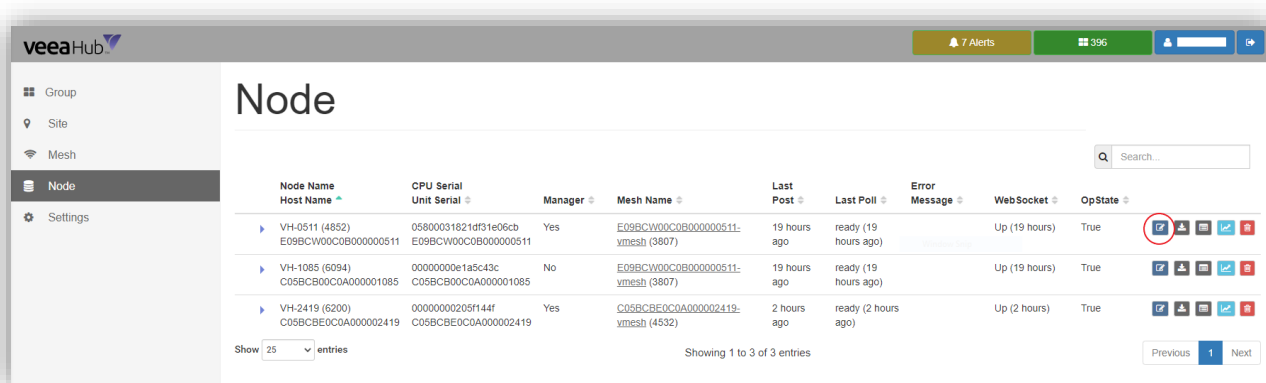 veeaHub
7 Alerts
396
Group
Site
Mesh
Node
Settings
Node
Search...
Node Name
Host Name
CPU Serial
Unit Serial
Manager
Mesh Name
Last
Post
Last Poll
Error
Message
WebSocket
OpState
VH-0511 (4852)
E09BCW00C0B000000511
05800031821df31e06cb
E09BCW00C0B000000511
Yes
E09BCW00C0B000000511-
vmesh (3807)
19 hours
ago
ready (19
hours ago)
Up (19 hours)
True
VH-1085 (6094)
C05BCB00C0A000001085
00000000e1a5c43c
C05BCB00C0A000001085
No
E09BCW00C0B000000511-
vmesh (3807)
19 hours
ago
ready (19
hours ago)
Up (19 hours)
True
VH-2419 (6200)
C05BCBE0C0A000002419
00000000205f144f
C05BCBE0C0A000002419
Yes
C05BCBE0C0A000002419-
vmesh (4532)
2 hours
ago
ready (2 hours
ago)
Up (2 hours)
True
Show 25 entries
Showing 1 to 3 of 3 entries
Previous 1 Next